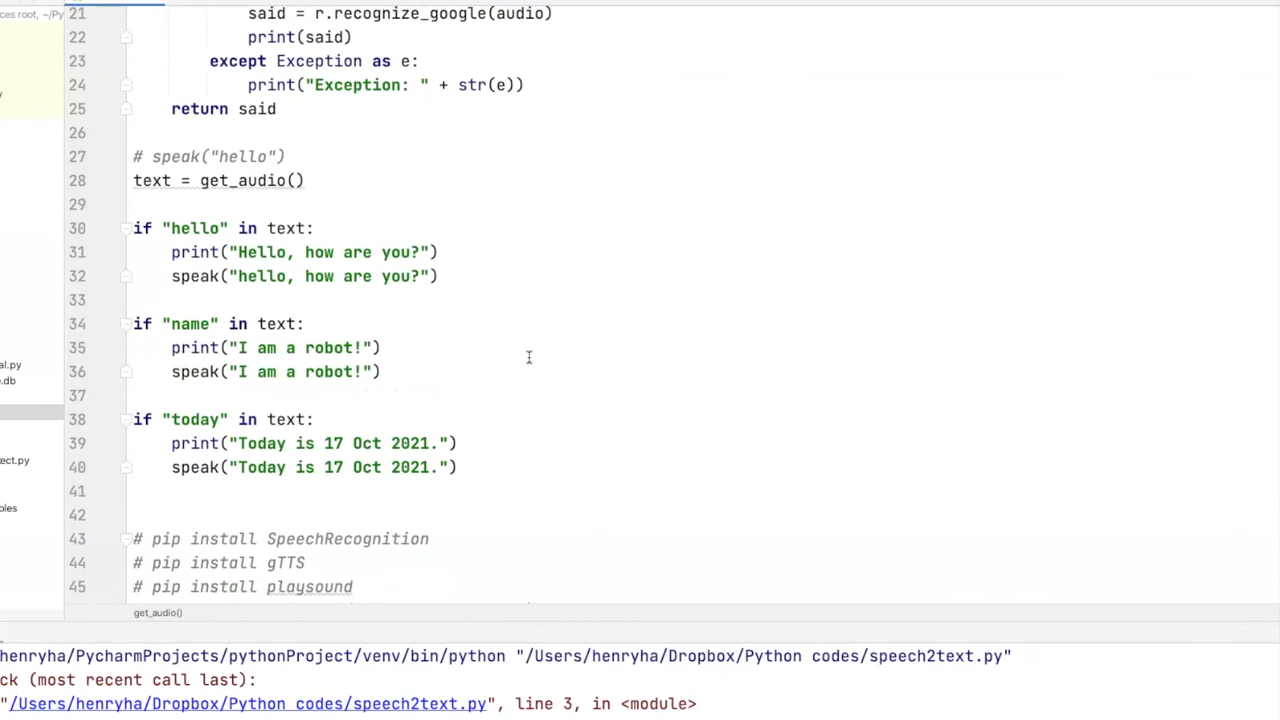 ces root, ~/Py
21 said = r.recognize_google(audio)
22 print(said)
23 except Exception as e:
24 print("Exception: " + str(e))
25 return said
26
27 # speak("hello")
28 text = get_audio()
29
30 if "hello" in text:
31 print("Hello, how are you?")
32 speak("hello, how are you?")
33
34 if "name" in text:
35 print("I am a robot!")
36 speak("I am a robot!")
37
38 if "today" in text:
39 print("Today is 17 Oct 2021.")
40 speak("Today is 17 Oct 2021.")
41
42
43 # pip install SpeechRecognition
44 # pip install gTTS
45 # pip install playsound
al.py
e.db
ect.py
oles
get_audio()
henryha/PycharmProjects/pythonProject/venv/bin/python "/Users/henryha/Dropbox/Python codes/speech2text.py"
ck (most recent call last):
"/Users/henryha/Dropbox/Python codes/speech2text.py", line 3, in <module>